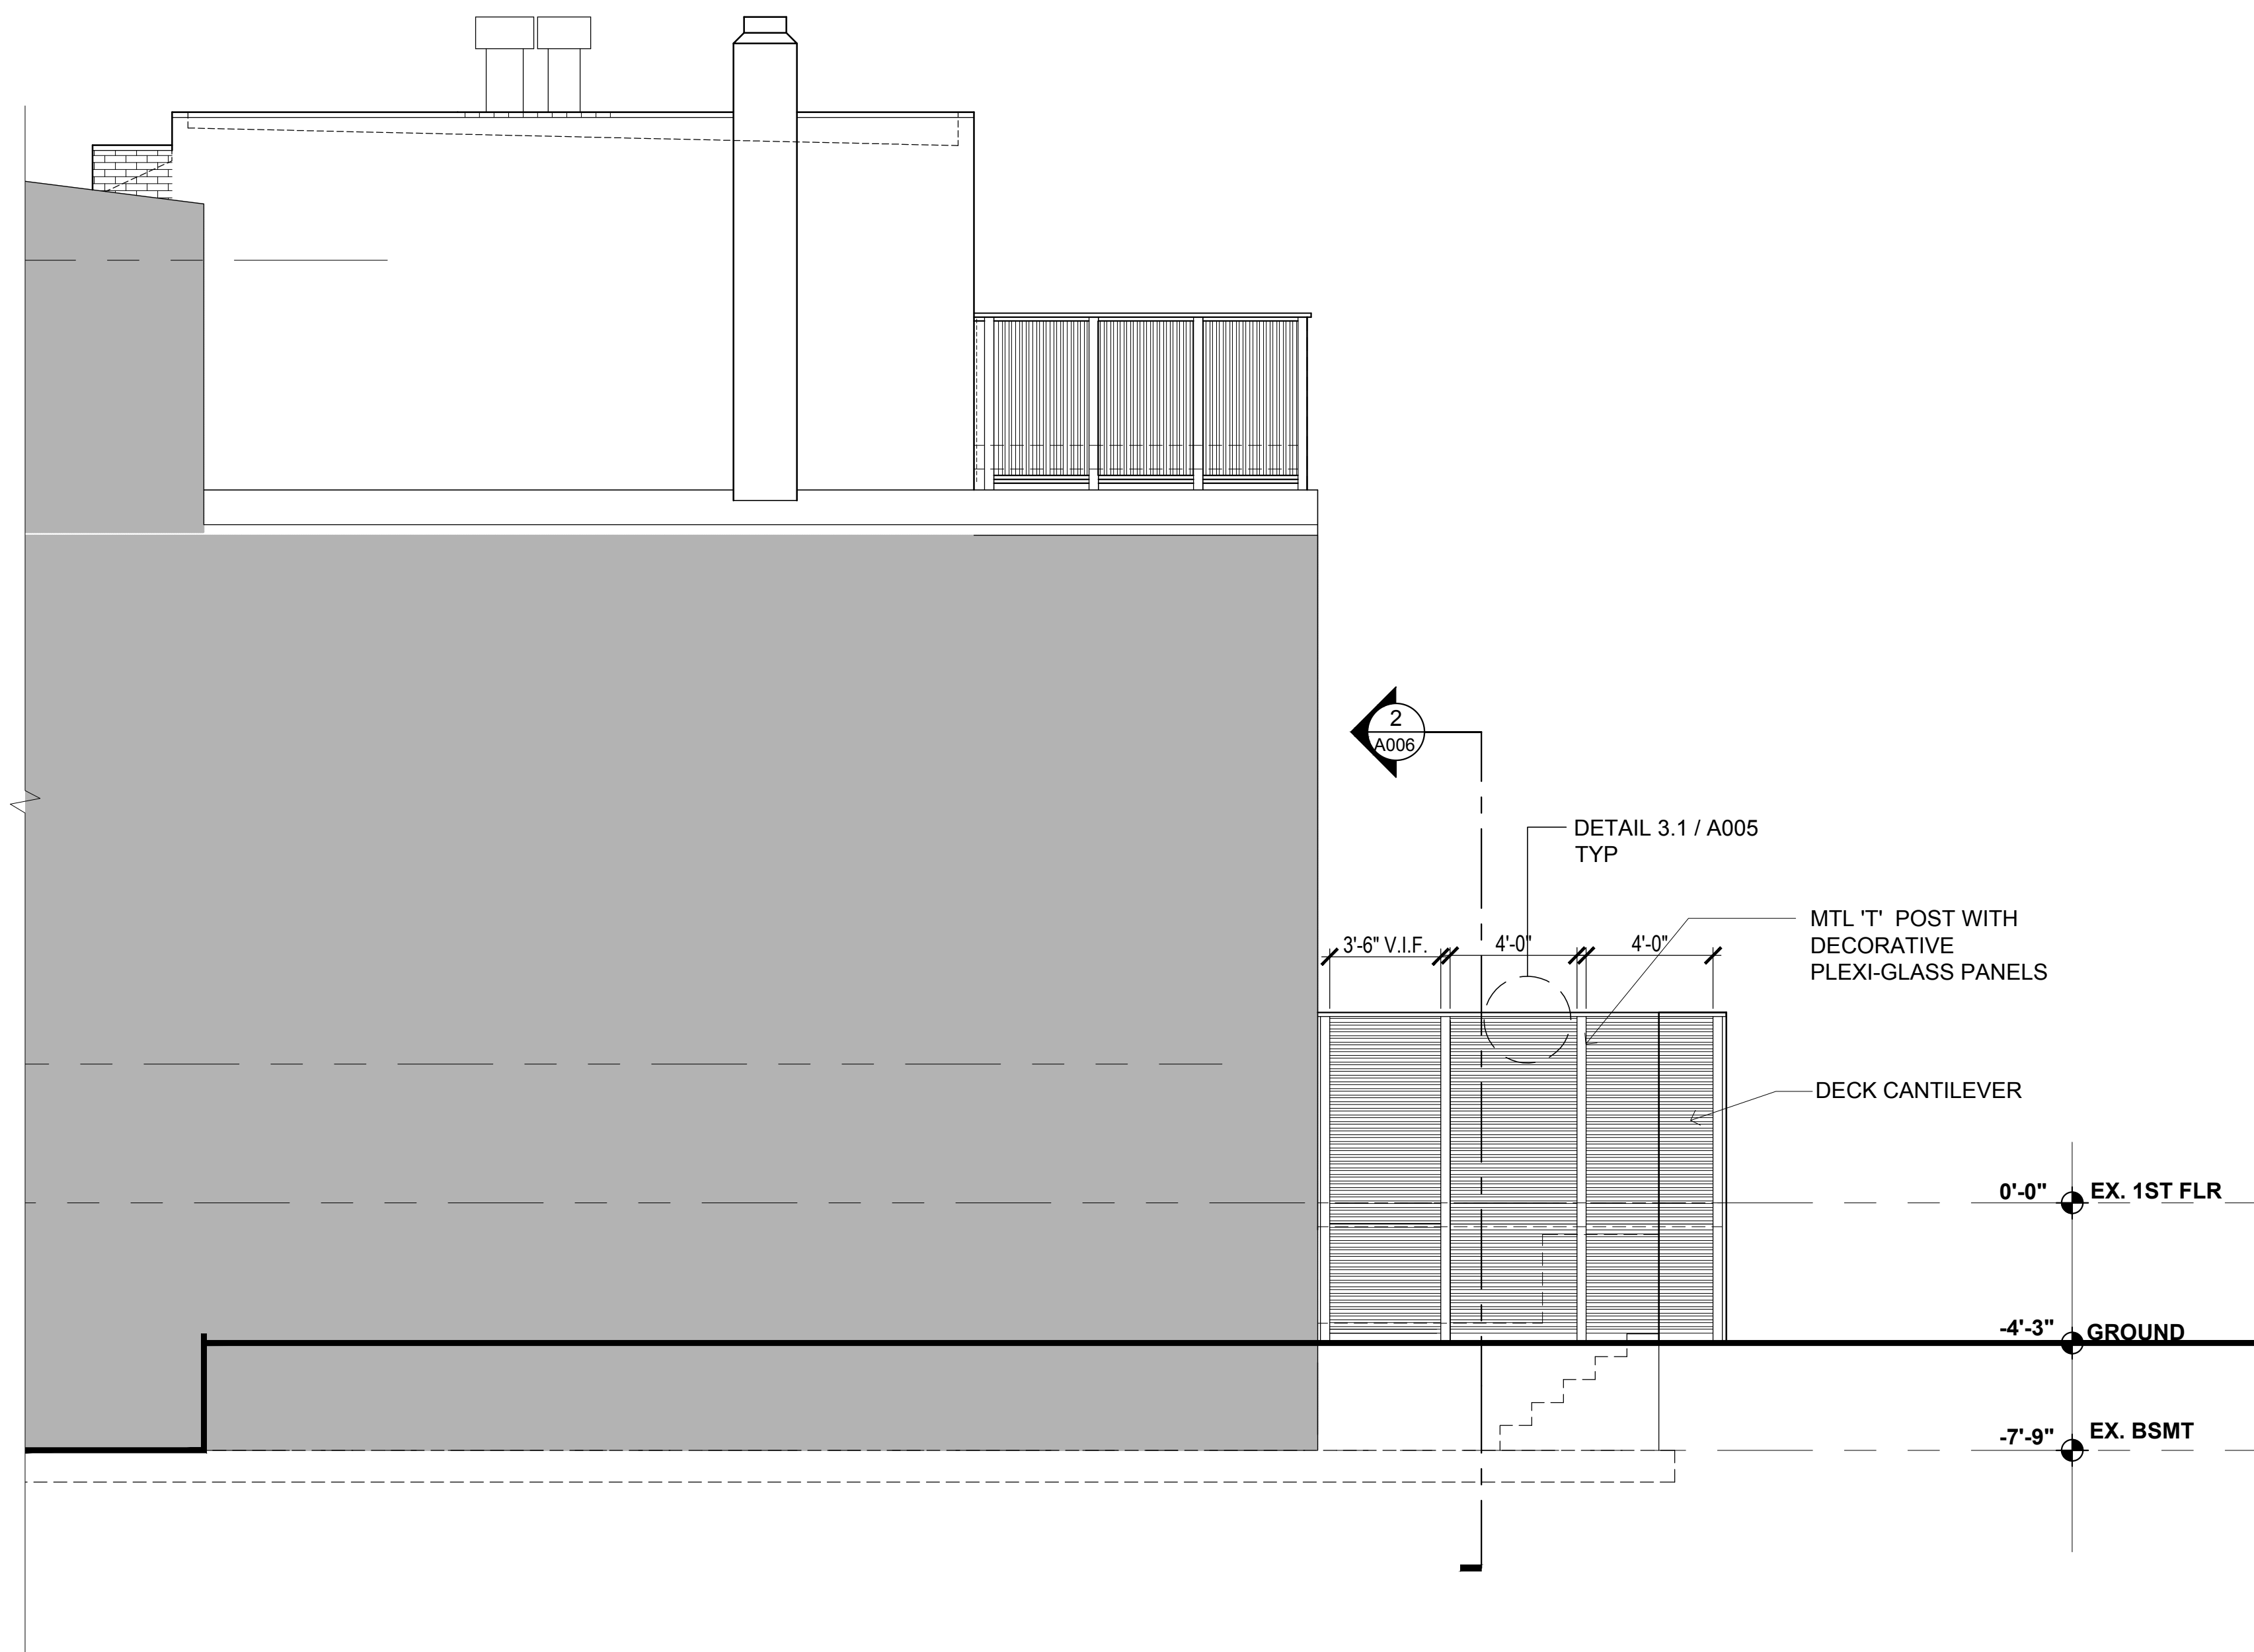 2
A006
DETAIL 3.1 / A005
TYP
MTL 'T' POST WITH
DECORATIVE
PLEXI-GLASS PANELS
3'-6" V.I.F.
4'-0"
4'-0"
DECK CANTILEVER
0'-0" EX. 1ST FLR
-4'-3" GROUND
-7'-9" EX. BSMT